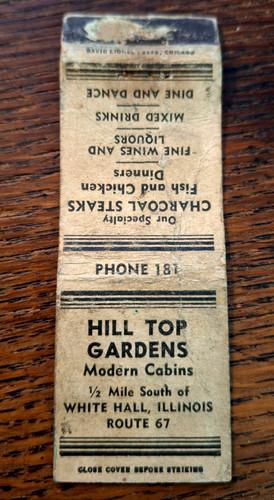 HILL TOP
GARDENS
Modern Cabins
½ Mile South of
WHITE HALL, ILLINOIS
ROUTE 67
CLOSE COVER BEFORE STRIKING
PHONE 181
Our Specialty
CHARCOAL STEAKS
Fish and Chicken
Dinners
FINE WINES AND
LIQUORS
MIXED DRINKS
DINE AND DANCE
CHICAGO